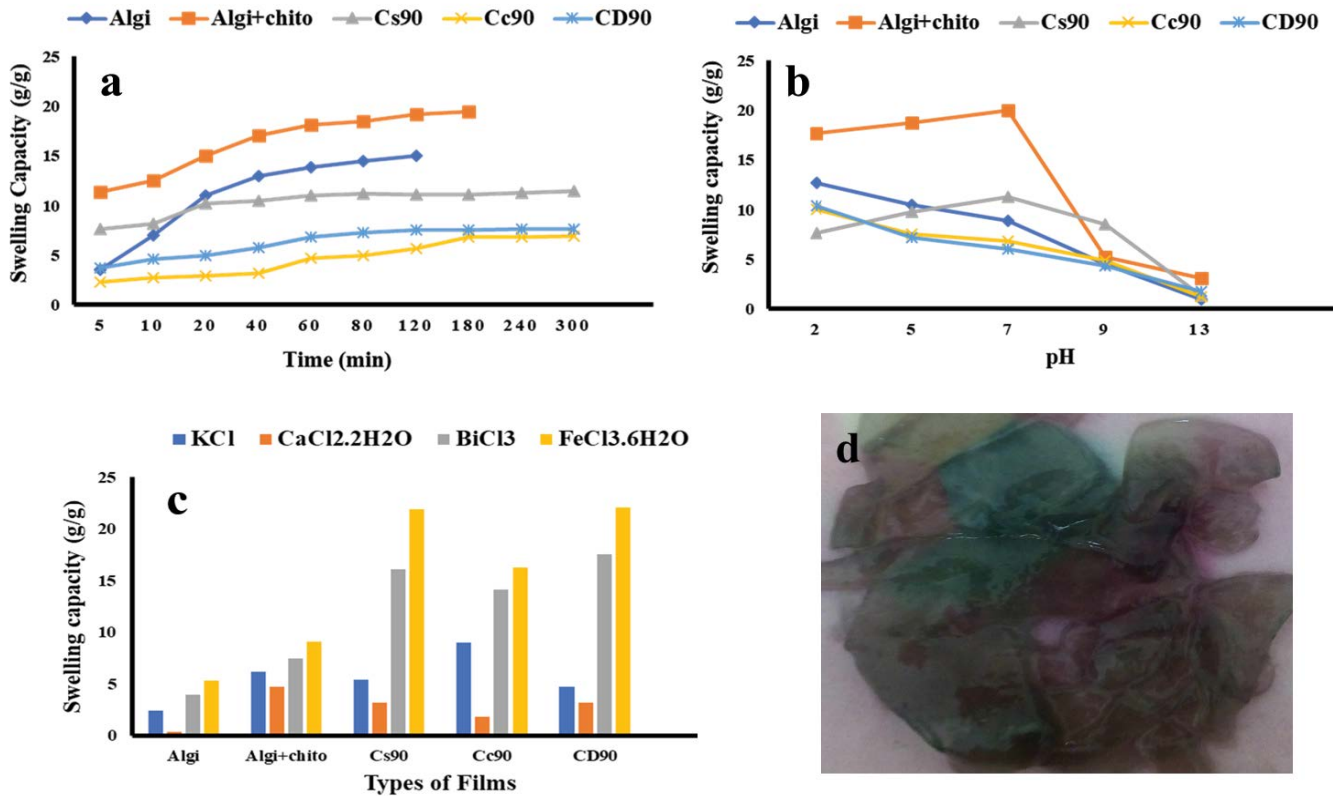 Algi Algi+chito Cs90 Cc90 CD90
a
Swelling Capacity (g/g)
25
20
15
10
5
0
5 10 20 40 60 80 120 180 240 300
Time (min)
Algi Algi+chito Cs90 Cc90 CD90
b
Swelling capacity (g/g)
25
20
15
10
5
0
2 5 7 9 13
pH
KCl CaCl2.2H2O BiCl3 FeCl3.6H2O
c
Swelling capacity (g/g)
25
20
15
10
5
0
Algi Algi+chito Cs90 Cc90 CD90
Types of Films
d